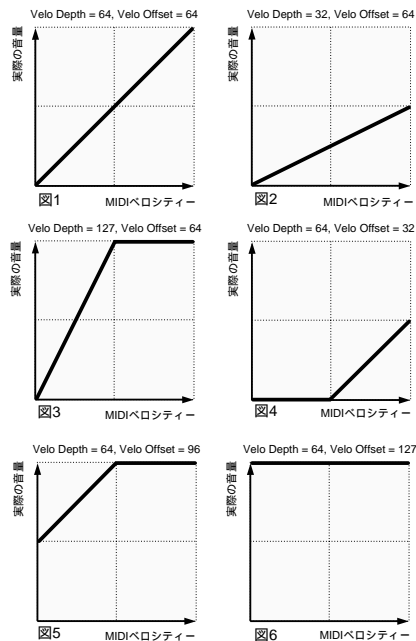 Velo Depth = 64, Velo Offset = 64
実際の音量
図1
MIDIベロシティー
Velo Depth = 32, Velo Offset = 64
実際の音量
図2
MIDIベロシティー
Velo Depth = 127, Velo Offset = 64
実際の音量
図3
MIDIベロシティー
Velo Depth = 64, Velo Offset = 32
実際の音量
図4
MIDIベロシティー
Velo Depth = 64, Velo Offset = 96
実際の音量
図5
MIDIベロシティー
Velo Depth = 64, Velo Offset = 127
実際の音量
図6
MIDIベロシティー